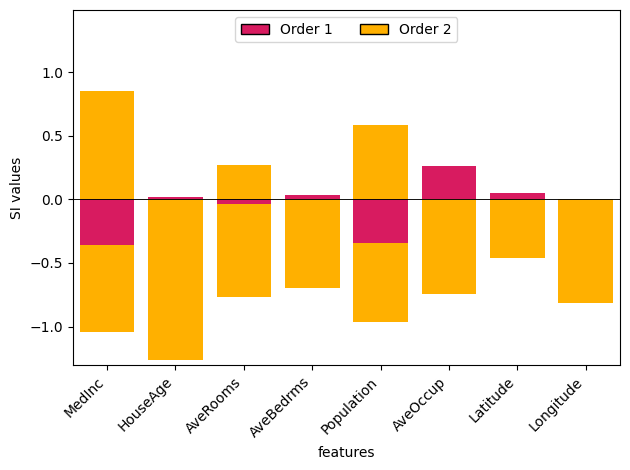 Order 1
Order 2
1.0
0.5
0.0
−0.5
−1.0
SI values
MedInc
HouseAge
AveRooms
AveBedrms
Population
AveOccup
Latitude
Longitude
features